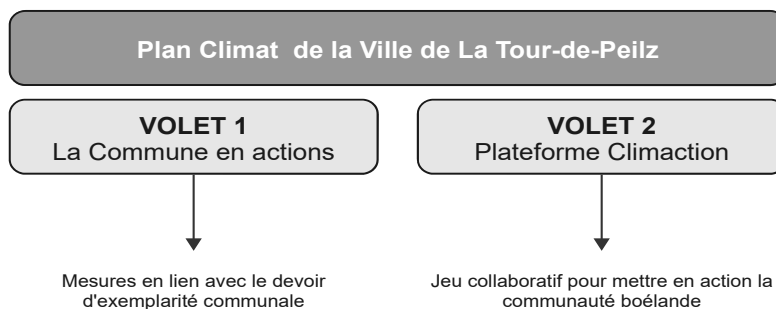 Plan Climat de la Ville de La Tour-de-Peilz
VOLET 1
La Commune en actions
VOLET 2
Plateforme Climaction
Mesures en lien avec le devoir
d'exemplarité communale
Jeu collaboratif pour mettre en action la
communauté boélande